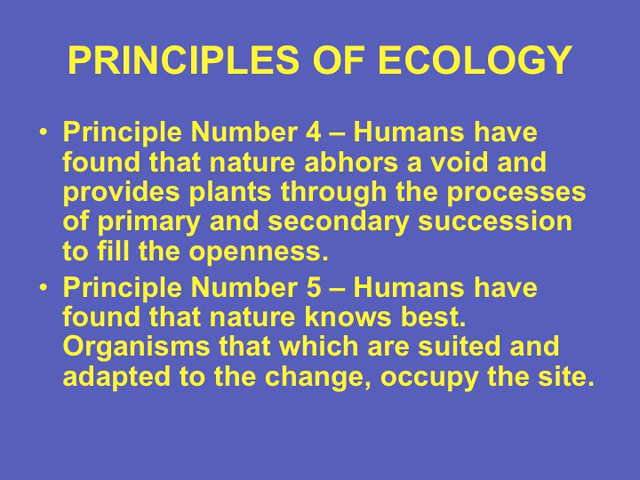 PRINCIPLES OF ECOLOGY
• Principle Number 4 – Humans have
found that nature abhors a void and
provides plants through the processes
of primary and secondary succession
to fill the openness.
• Principle Number 5 – Humans have
found that nature knows best.
Organisms that which are suited and
adapted to the change, occupy the site.